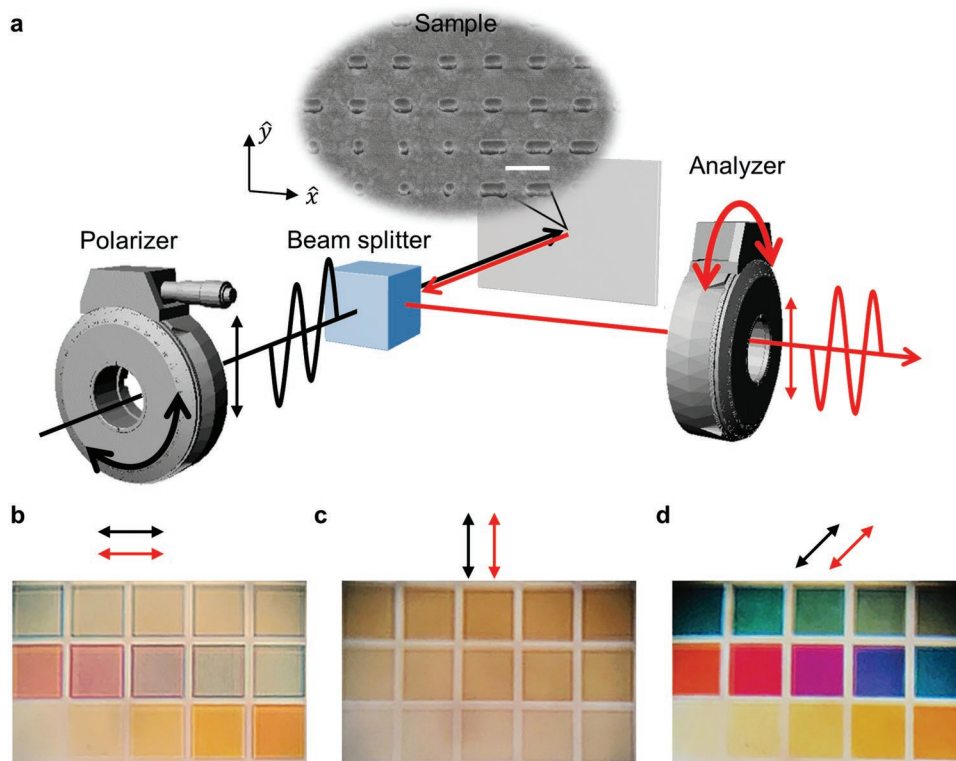 a
Sample
ŷ
x̂
Analyzer
Polarizer
Beam splitter
b
c
d